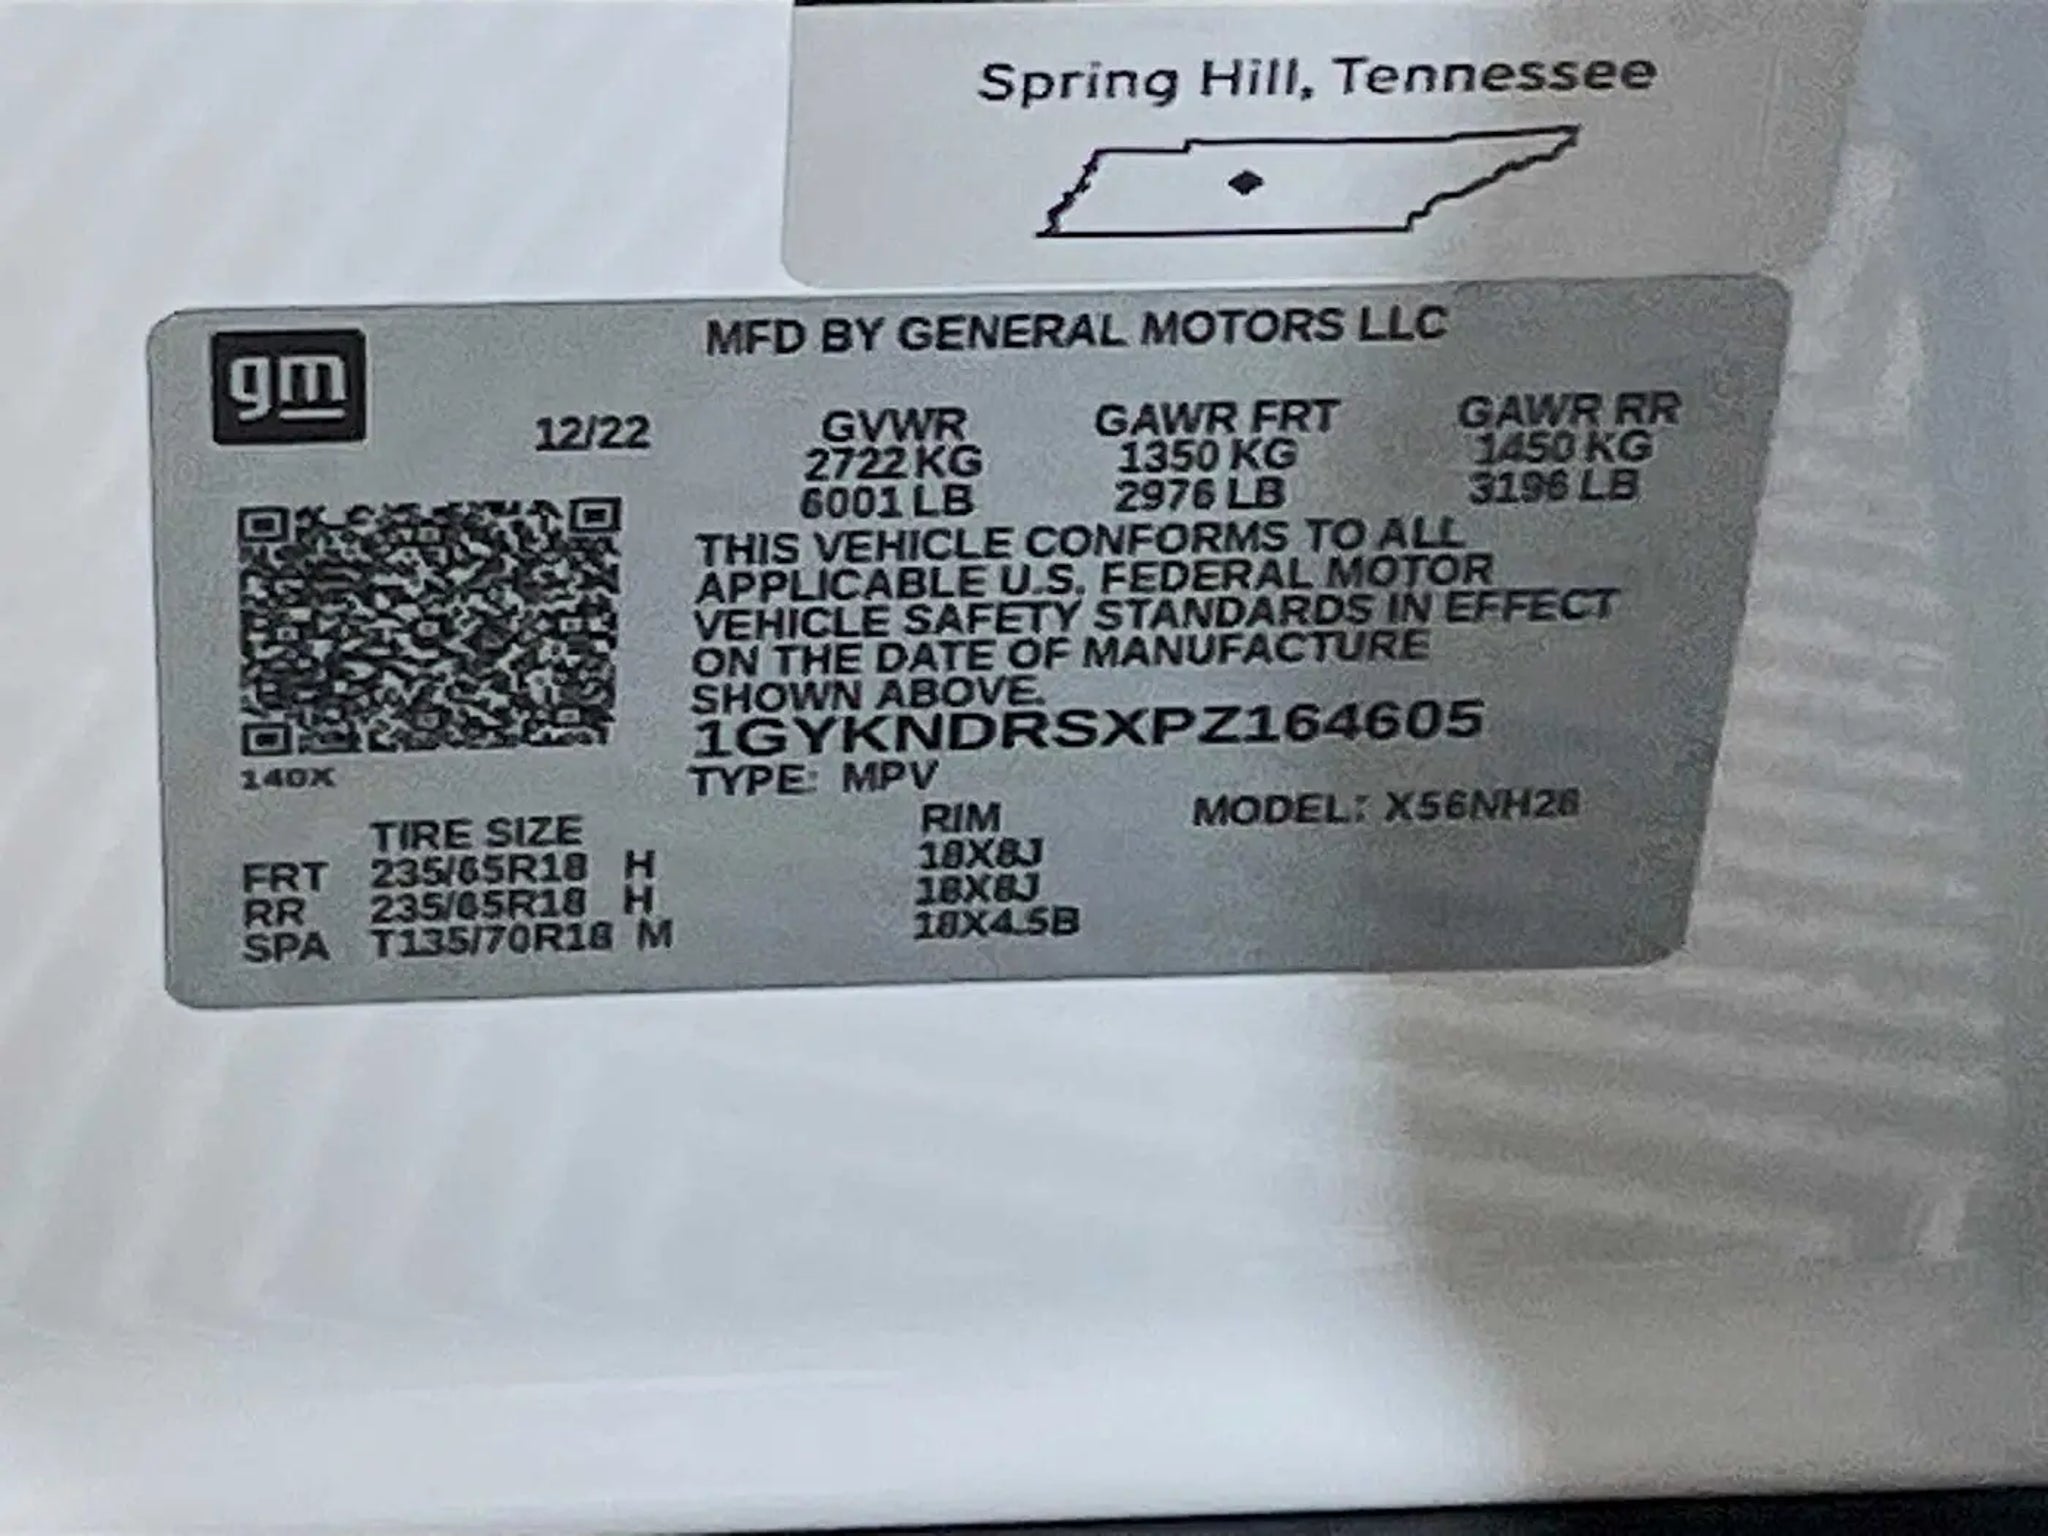 Spring Hill, Tennessee
gm
MFD BY GENERAL MOTORS LLC
12/22 GVWR GAWR FRT GAWR RR
2722 KG 1350 KG 1450 KG
6001 LB 2976 LB 3196 LB
THIS VEHICLE CONFORMS TO ALL
APPLICABLE U.S. FEDERAL MOTOR
VEHICLE SAFETY STANDARDS IN EFFECT
ON THE DATE OF MANUFACTURE
SHOWN ABOVE.
1GYKNDRSXPZ164605
140X
TYPE: MPV
MODEL: X56NH26
TIRE SIZE RIM
FRT 235/65R18 H 18X8J
RR 235/65R18 H 18X8J
SPA T135/70R18 M 18X4.5B